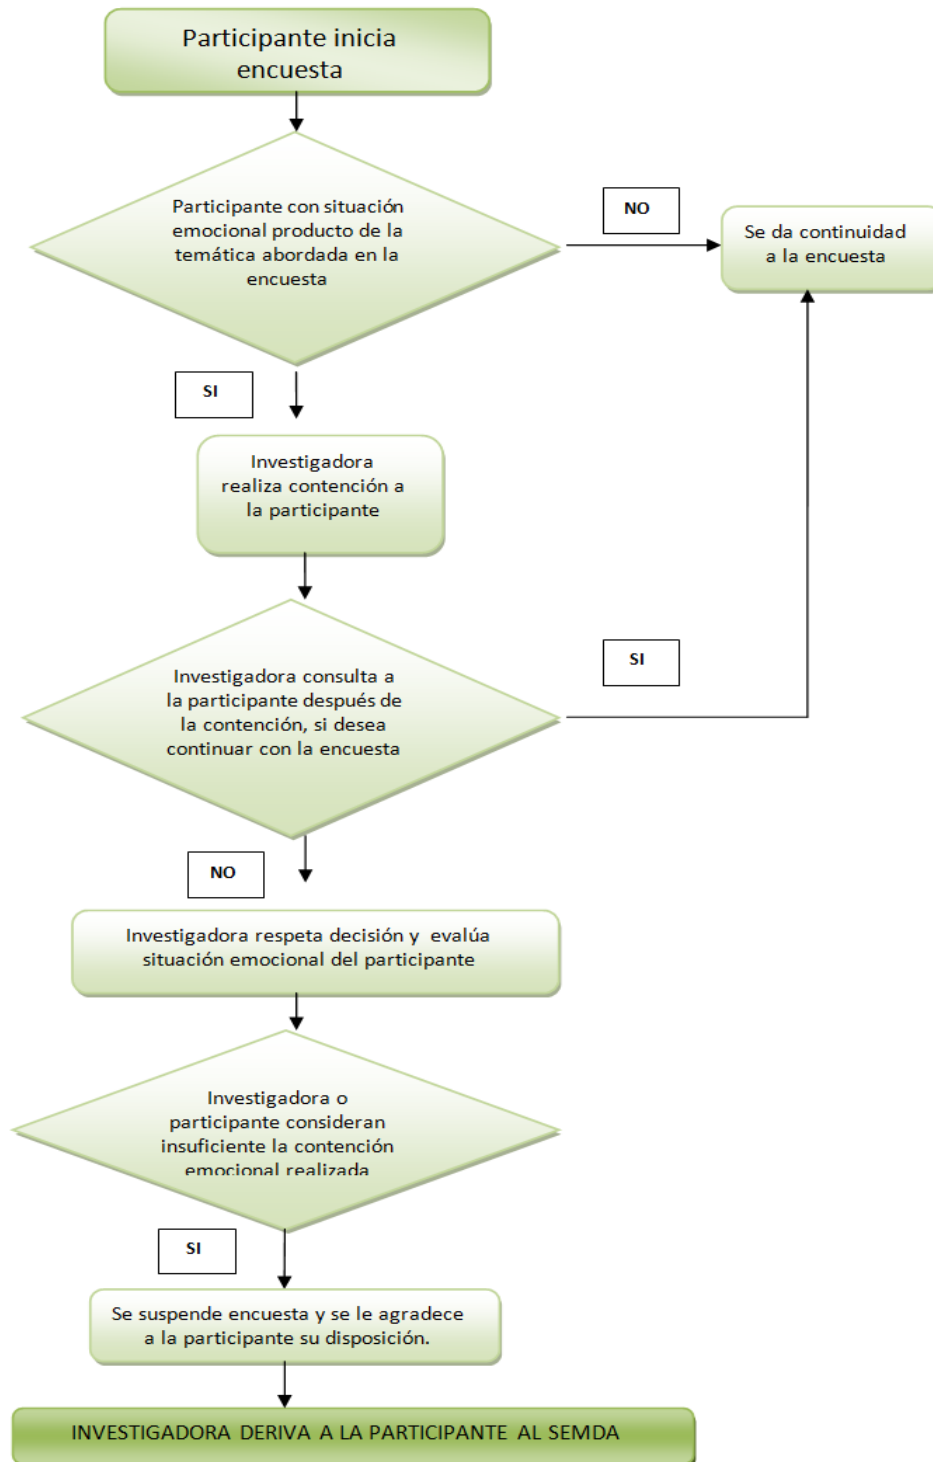 Participante inicia
encuesta
Participante con situación
emocional producto de la
temática abordada en la
encuesta
NO
Se da continuidad
a la encuesta
SI
Investigadora
realiza contención a
la participante
Investigadora consulta a
la participante después de
la contención, si desea
continuar con la encuesta
SI
NO
Investigadora respeta decisión y evalúa
situación emocional del participante
Investigadora o
participante consideran
insuficiente la contención
emocional realizada
SI
Se suspende encuesta y se le agradece
a la participante su disposición.
INVESTIGADORA DERIVA A LA PARTICIPANTE AL SEMDA